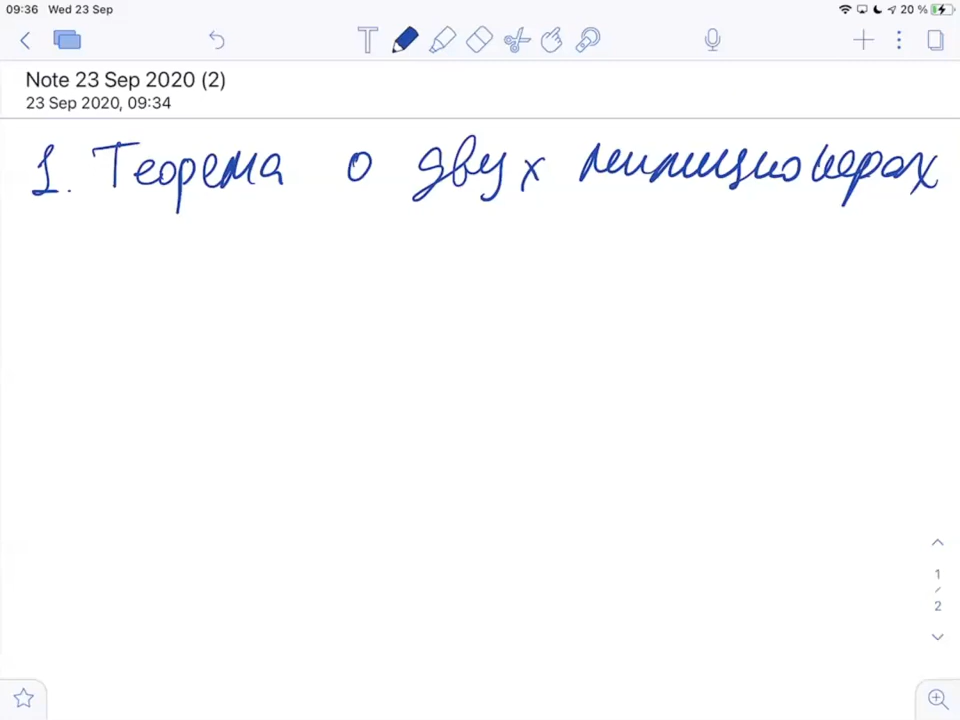 09:36 Wed 23 Sep 20 %
T
Note 23 Sep 2020 (2)
23 Sep 2020, 09:34
1. Теорема о двух милиционерах
1
/
2